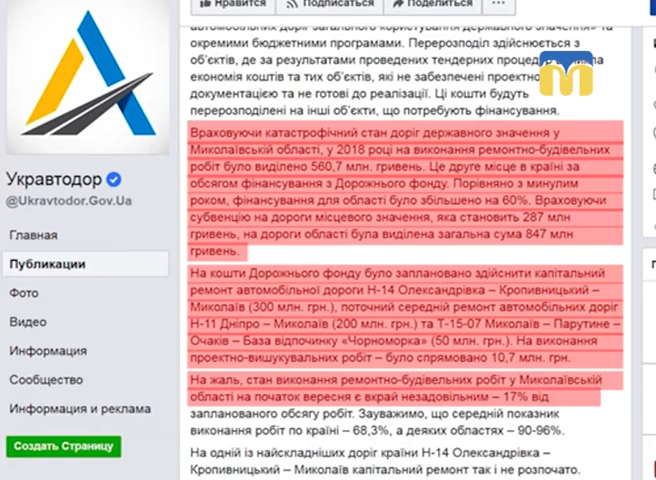 Нравится
Подписаться
Поделиться
...
автомобільних доріг загального користування державного значення» та
окремими бюджетними програмами. Перерозподіл здійснюється з
об'єктів, де за результатами проведених тендерних процедур
економія коштів та тих об'єктів, які не забезпечені проектно
документацією та не готові до реалізації. Ці кошти будуть
перерозподілені на інші об'єкти, що потребують фінансування.
Враховуючи катастрофічний стан доріг державного значення у
Миколаївській області, у 2018 році на виконання ремонтно-будівельних
робіт було виділено 560,7 млн. гривень. Це друге місце в країні за
обсягом фінансування з Дорожнього фонду. Порівняно з минулим
роком, фінансування для області було збільшено на 60%. Враховуючи
субвенцію на дороги місцевого значення, яка становить 287 млн
гривень, на дороги області була виділена загальна сума 847 млн
гривень.
На кошти Дорожнього фонду було заплановано здійснити капітальний
ремонт автомобільної дороги Н-14 Олександрівка – Кропивницький –
Миколаїв (300 млн. грн.), поточний середній ремонт автомобільних доріг
Н-11 Дніпро – Миколаїв (200 млн. грн.) та Т-15-07 Миколаїв – Парутине –
Очаків – База відпочинку «Чорноморка» (50 млн. грн.). На виконання
проектно-вишукувальних робіт – було спрямовано 10,7 млн. грн.
На жаль, стан виконання ремонтно-будівельних робіт у Миколаївській
області на початок вересня є вкрай незадовільним – 17% від
запланованого обсягу робіт. Зауважимо, що середній показник
виконання робіт по країні – 68,3%, а деяких областях – 90-96%.
На одній із найскладніших доріг країни Н-14 Олександрівка –
Кропивницький – Миколаїв капітальний ремонт так і не розпочато.
Укравтодор
@Ukravtodor.Gov.Ua
Главная
Публикации
Фото
Видео
Информация
Сообщество
Информация и реклама
Создать Страницу